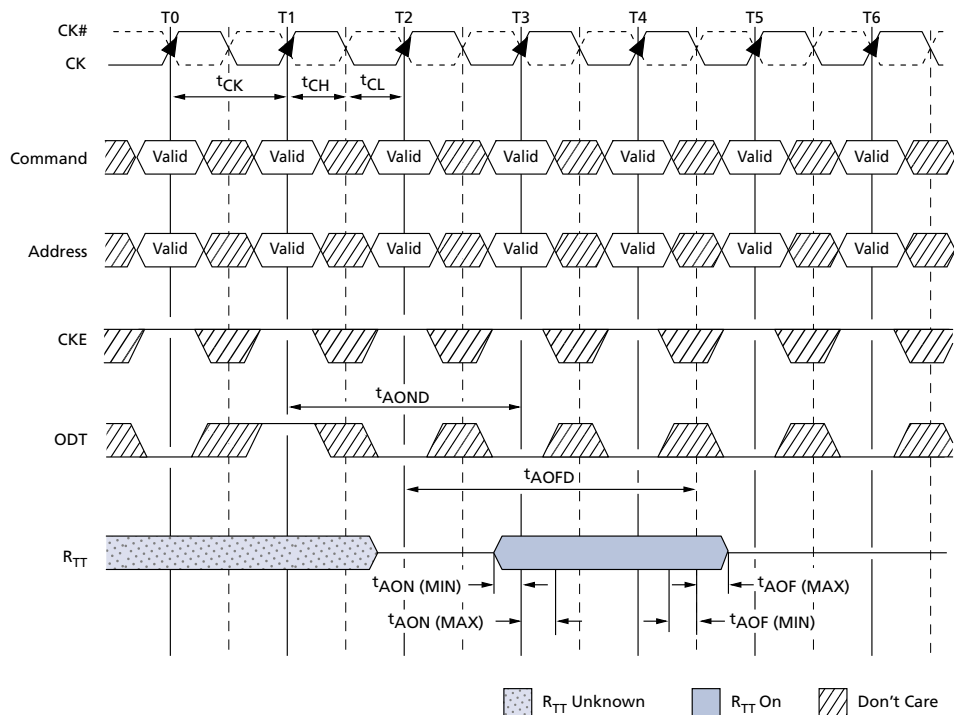 T0 T1 T2 T3 T4 T5 T6
CK#
CK
tCK tCH tCL
Command Valid Valid Valid Valid Valid Valid Valid
Address Valid Valid Valid Valid Valid Valid Valid
CKE
tAOND
ODT
tAOFD
RTT
tAON (MIN) tAOF (MAX)
tAON (MAX) tAOF (MIN)
RTT Unknown RTT On Don't Care